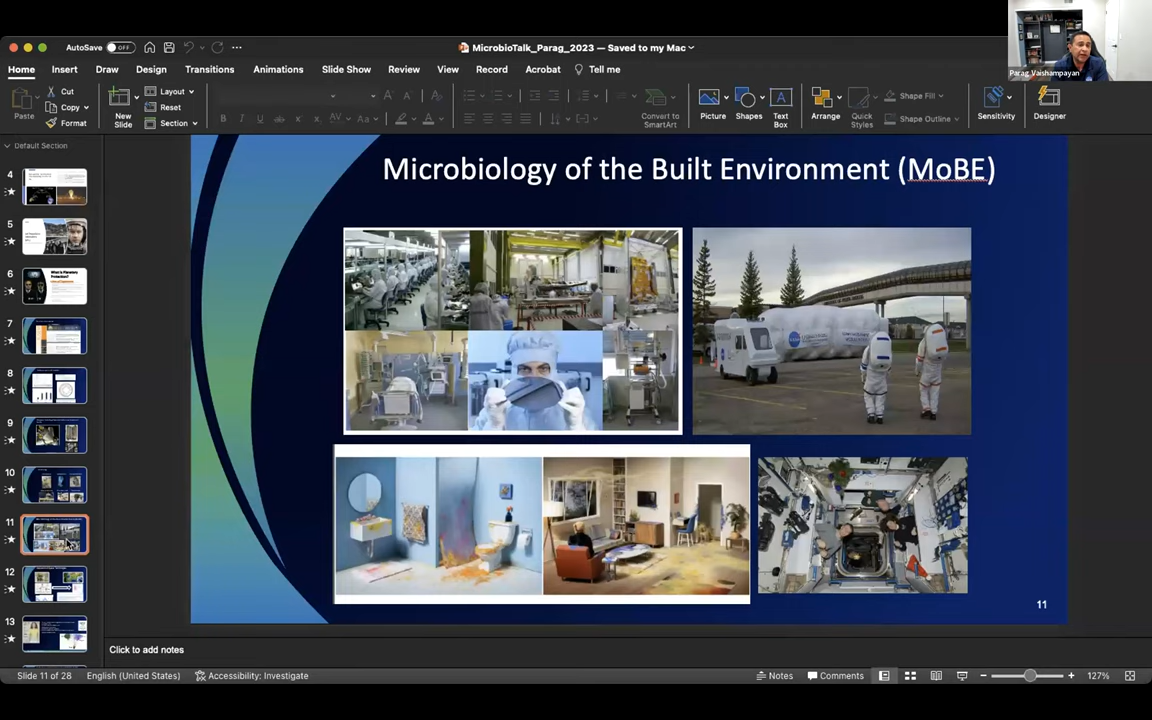 AutoSave OFF
MicrobioTalk_Parag_2023 — Saved to my Mac
Parag Vaishampayan
Home Insert Draw Design Transitions Animations Slide Show Review View Record Acrobat Tell me
Paste
Cut
Copy
Format
New Slide
Layout
Reset
Section
Convert to SmartArt
Picture
Shapes
Text Box
Arrange
Quick Styles
Shape Fill
Shape Outline
Sensitivity
Designer
Default Section
4
5
6
7
8
9
10
11
12
13
Microbiology of the Built Environment (MoBE)
11
Click to add notes
Slide 11 of 28 English (United States) Accessibility: Investigate Notes Comments 127%